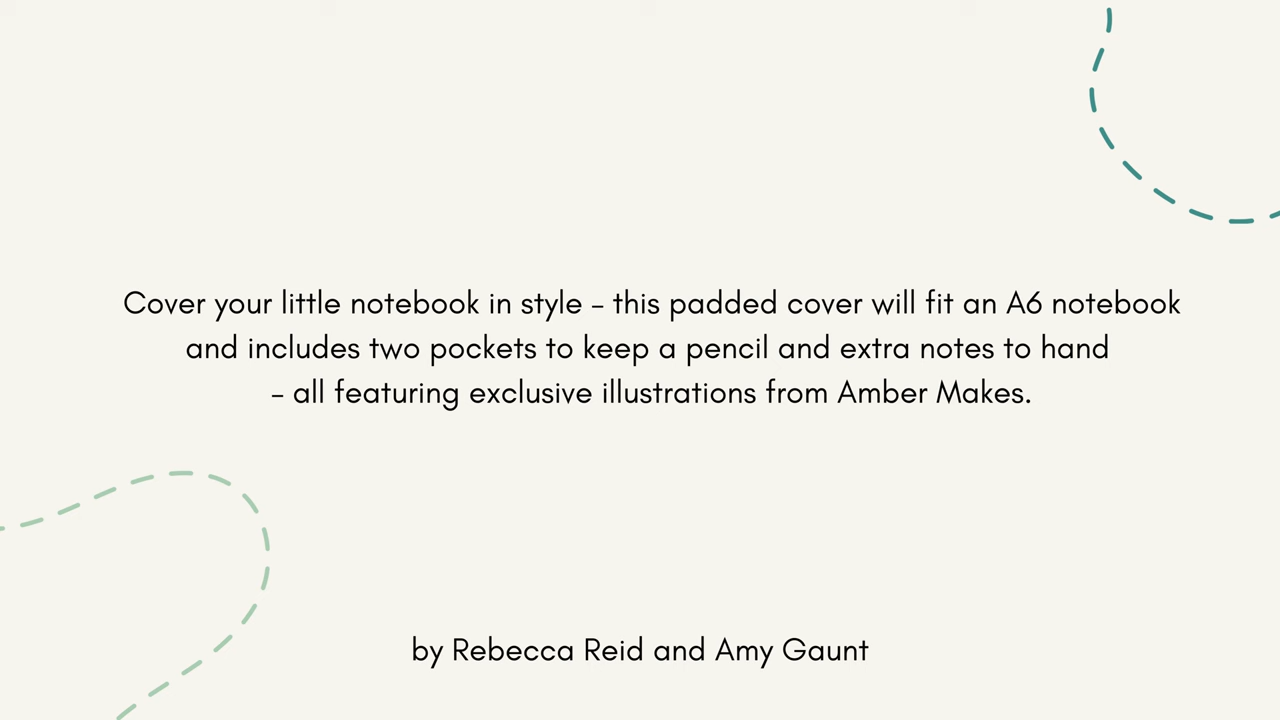 Cover your little notebook in style – this padded cover will fit an A6 notebook
and includes two pockets to keep a pencil and extra notes to hand
– all featuring exclusive illustrations from Amber Makes.
by Rebecca Reid and Amy Gaunt